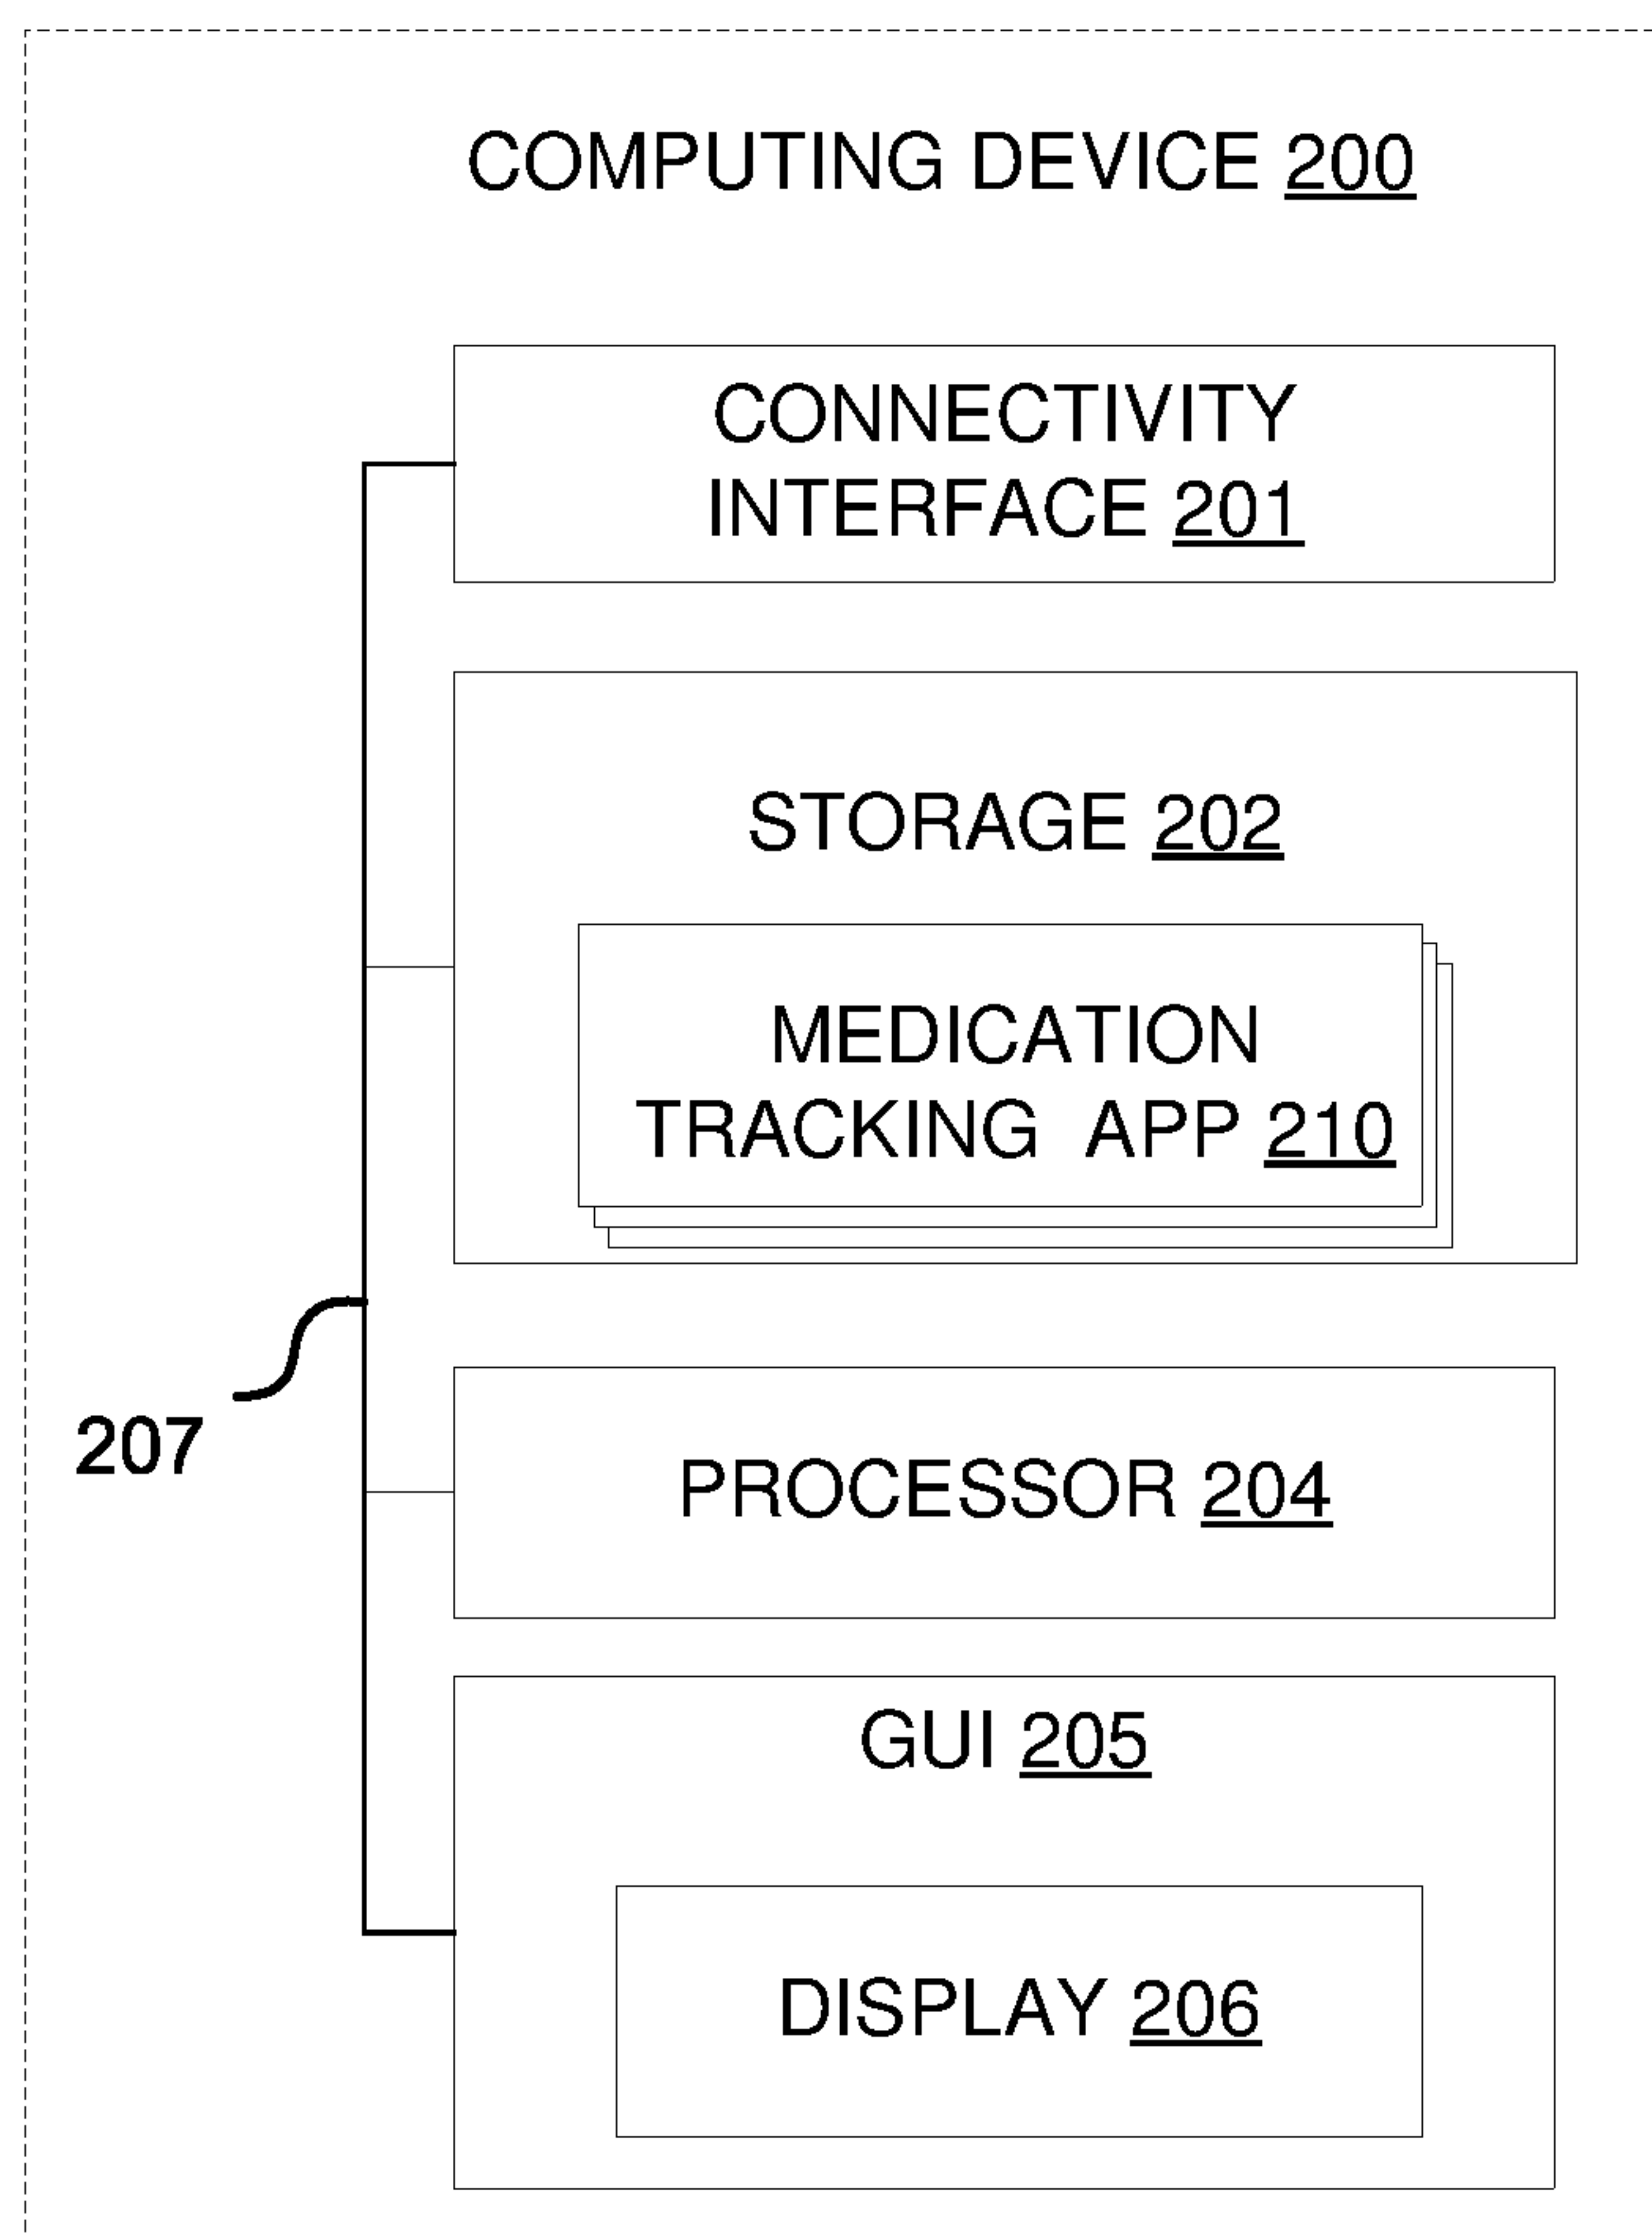 COMPUTING DEVICE 200
CONNECTIVITY
INTERFACE 201
STORAGE 202
MEDICATION
TRACKING APP 210
207
PROCESSOR 204
GUI 205
DISPLAY 206